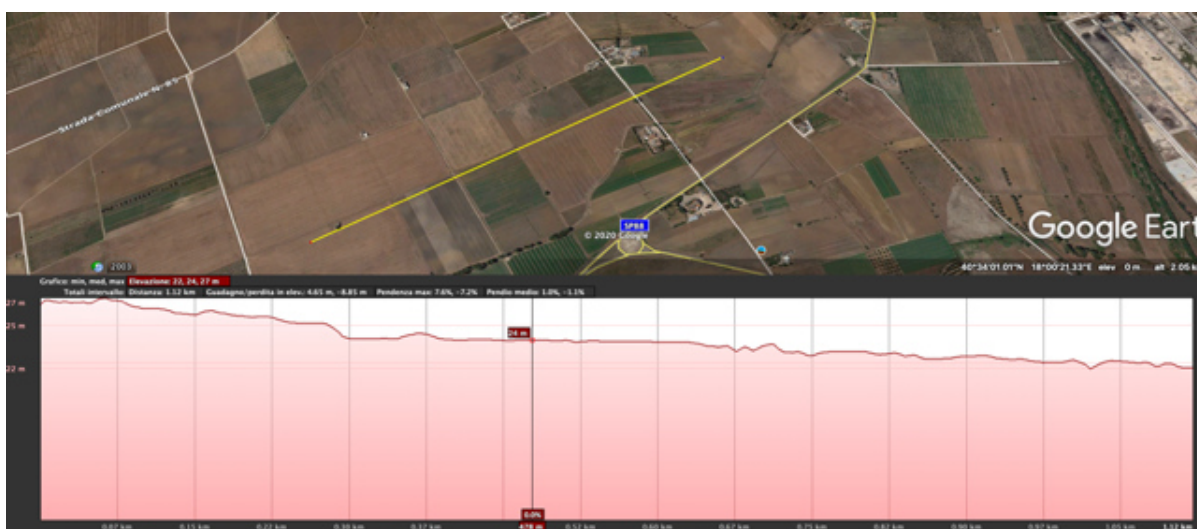 Strada-Comunale-N.-85
SP88
© 2020 Google
Google Eart
2003
40°34'01.01"N 18°00'21.33"E elev 0 m alt 2.05 k
Grafico: min, med, max Elevazione: 22, 24, 27 m
Totali intervallo: Distanza: 1.12 km Guadagno/perdita in elev.: 4.65 m, -8.85 m Pendenza max: 7.6%, -7.2% Pendio medio: 1.0%, -1.1%
27 m
25 m
24 m
22 m
0.0%
0.07 km 0.15 km 0.22 km 0.30 km 0.37 km 478 m 0.52 km 0.60 km 0.67 km 0.75 km 0.82 km 0.90 km 0.97 km 1.05 km 1.12 km